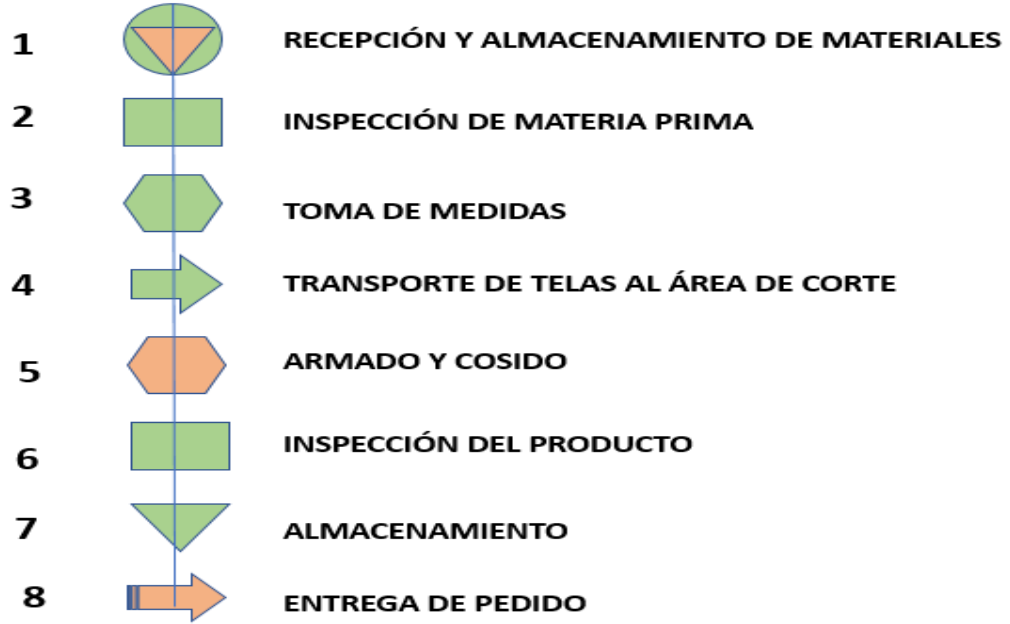 1 RECEPCIÓN Y ALMACENAMIENTO DE MATERIALES
2 INSPECCIÓN DE MATERIA PRIMA
3 TOMA DE MEDIDAS
4 TRANSPORTE DE TELAS AL ÁREA DE CORTE
5 ARMADO Y COSIDO
6 INSPECCIÓN DEL PRODUCTO
7 ALMACENAMIENTO
8 ENTREGA DE PEDIDO